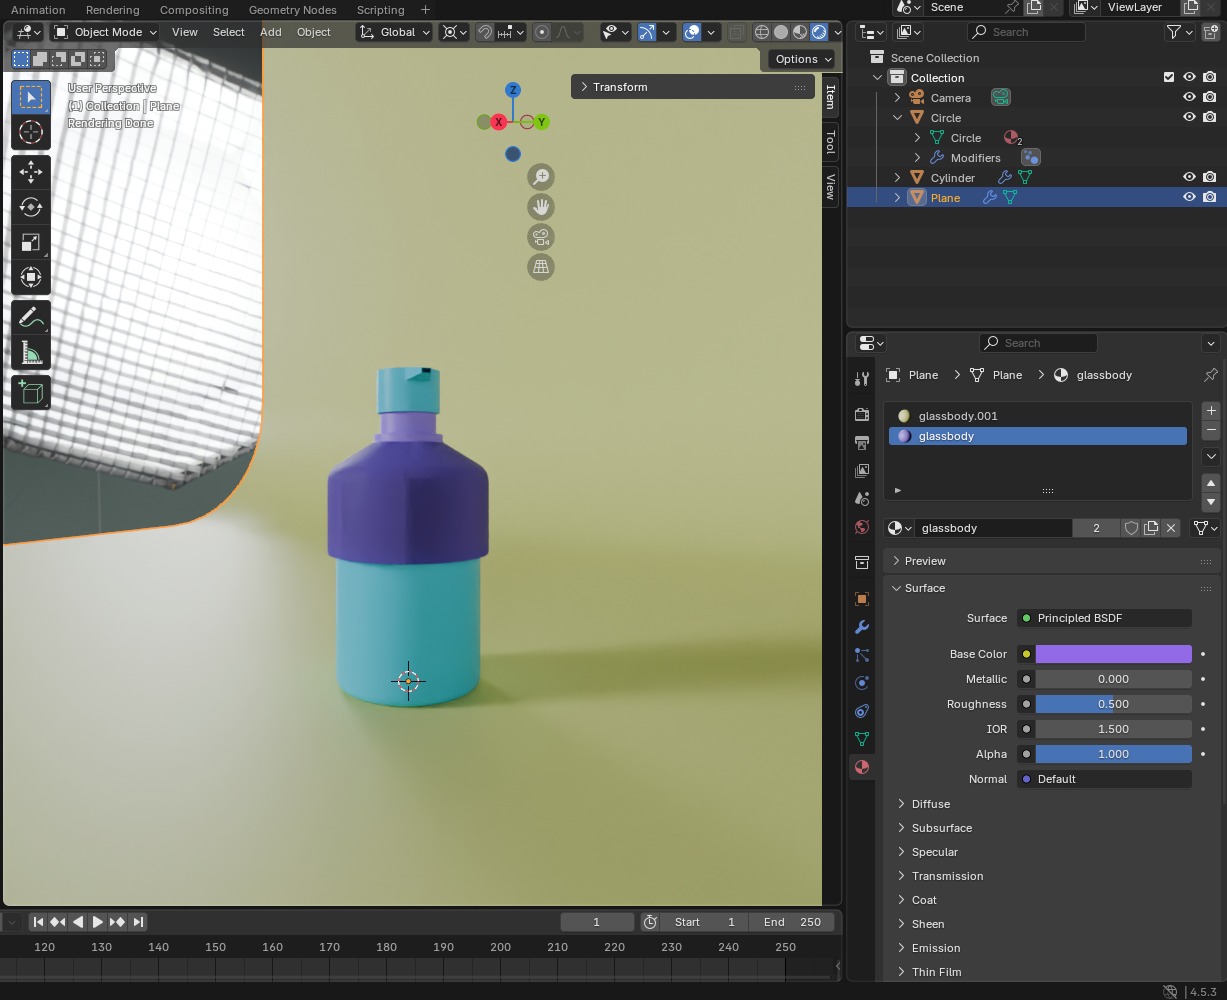 Animation Rendering Compositing Geometry Nodes Scripting + Scene ViewLayer
Object Mode View Select Add Object Global
Search
Options
Scene Collection
Collection
Camera
Circle
Circle 2
Modifiers
Cylinder
Plane
User Perspective
(1) Collection | Plane
Rendering Done
Transform
Z
X
Y
Item
Tool
View
Search
Plane > Plane > glassbody
glassbody.001
glassbody
glassbody 2
Preview
Surface
Surface Principled BSDF
Base Color
Metallic 0.000
Roughness 0.500
IOR 1.500
Alpha 1.000
Normal Default
Diffuse
Subsurface
Specular
Transmission
Coat
Sheen
Emission
Thin Film
1 Start 1 End 250
120 130 140 150 160 170 180 190 200 210 220 230 240 250
4.5.3